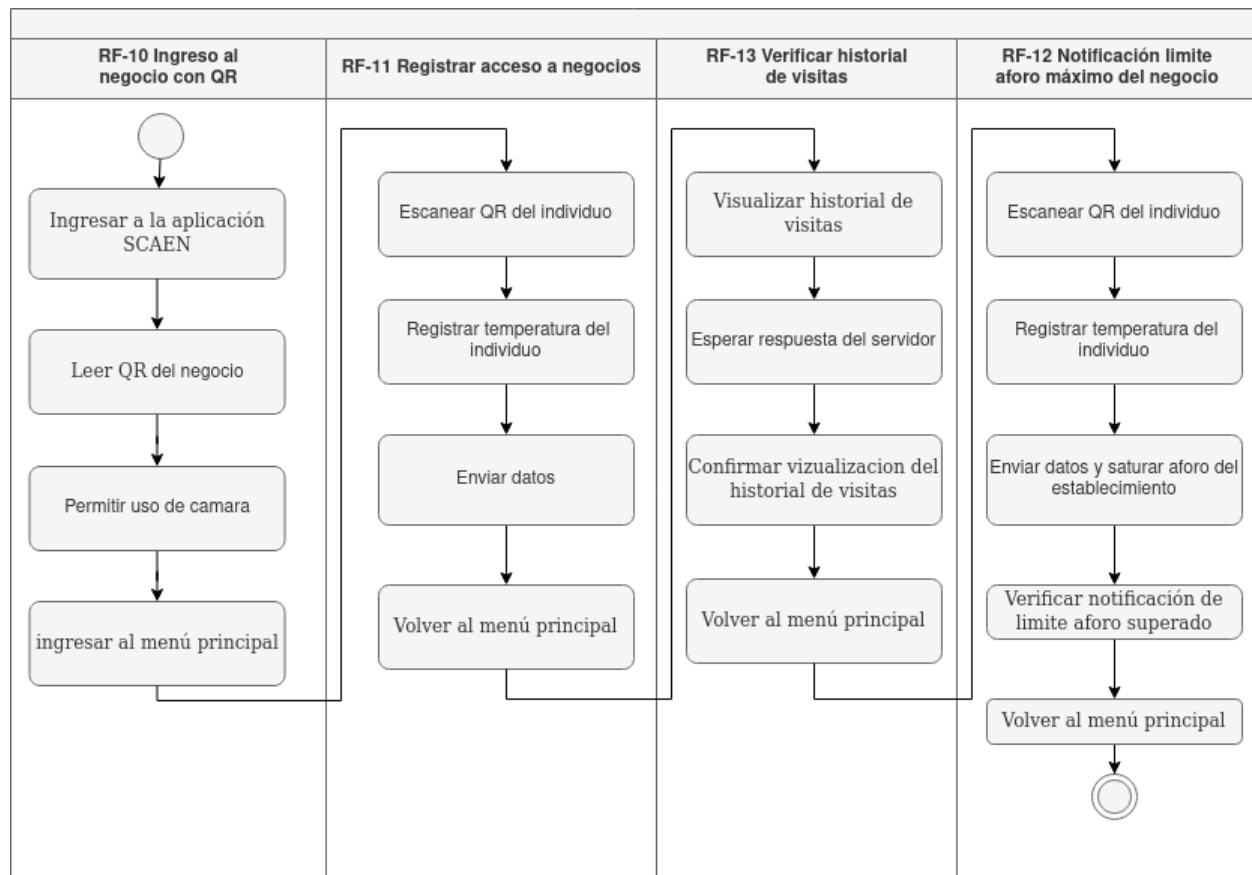 RF-10 Ingreso al
negocio con QR
RF-11 Registrar acceso a negocios
RF-13 Verificar historial
de visitas
RF-12 Notificación limite
aforo máximo del negocio
Ingresar a la aplicación
SCAEN
Leer QR del negocio
Permitir uso de camara
ingresar al menú principal
Escanear QR del individuo
Registrar temperatura del
individuo
Enviar datos
Volver al menú principal
Visualizar historial de
visitas
Esperar respuesta del servidor
Confirmar vizualizacion del
historial de visitas
Volver al menú principal
Escanear QR del individuo
Registrar temperatura del
individuo
Enviar datos y saturar aforo del
establecimiento
Verificar notificación de
limite aforo superado
Volver al menú principal